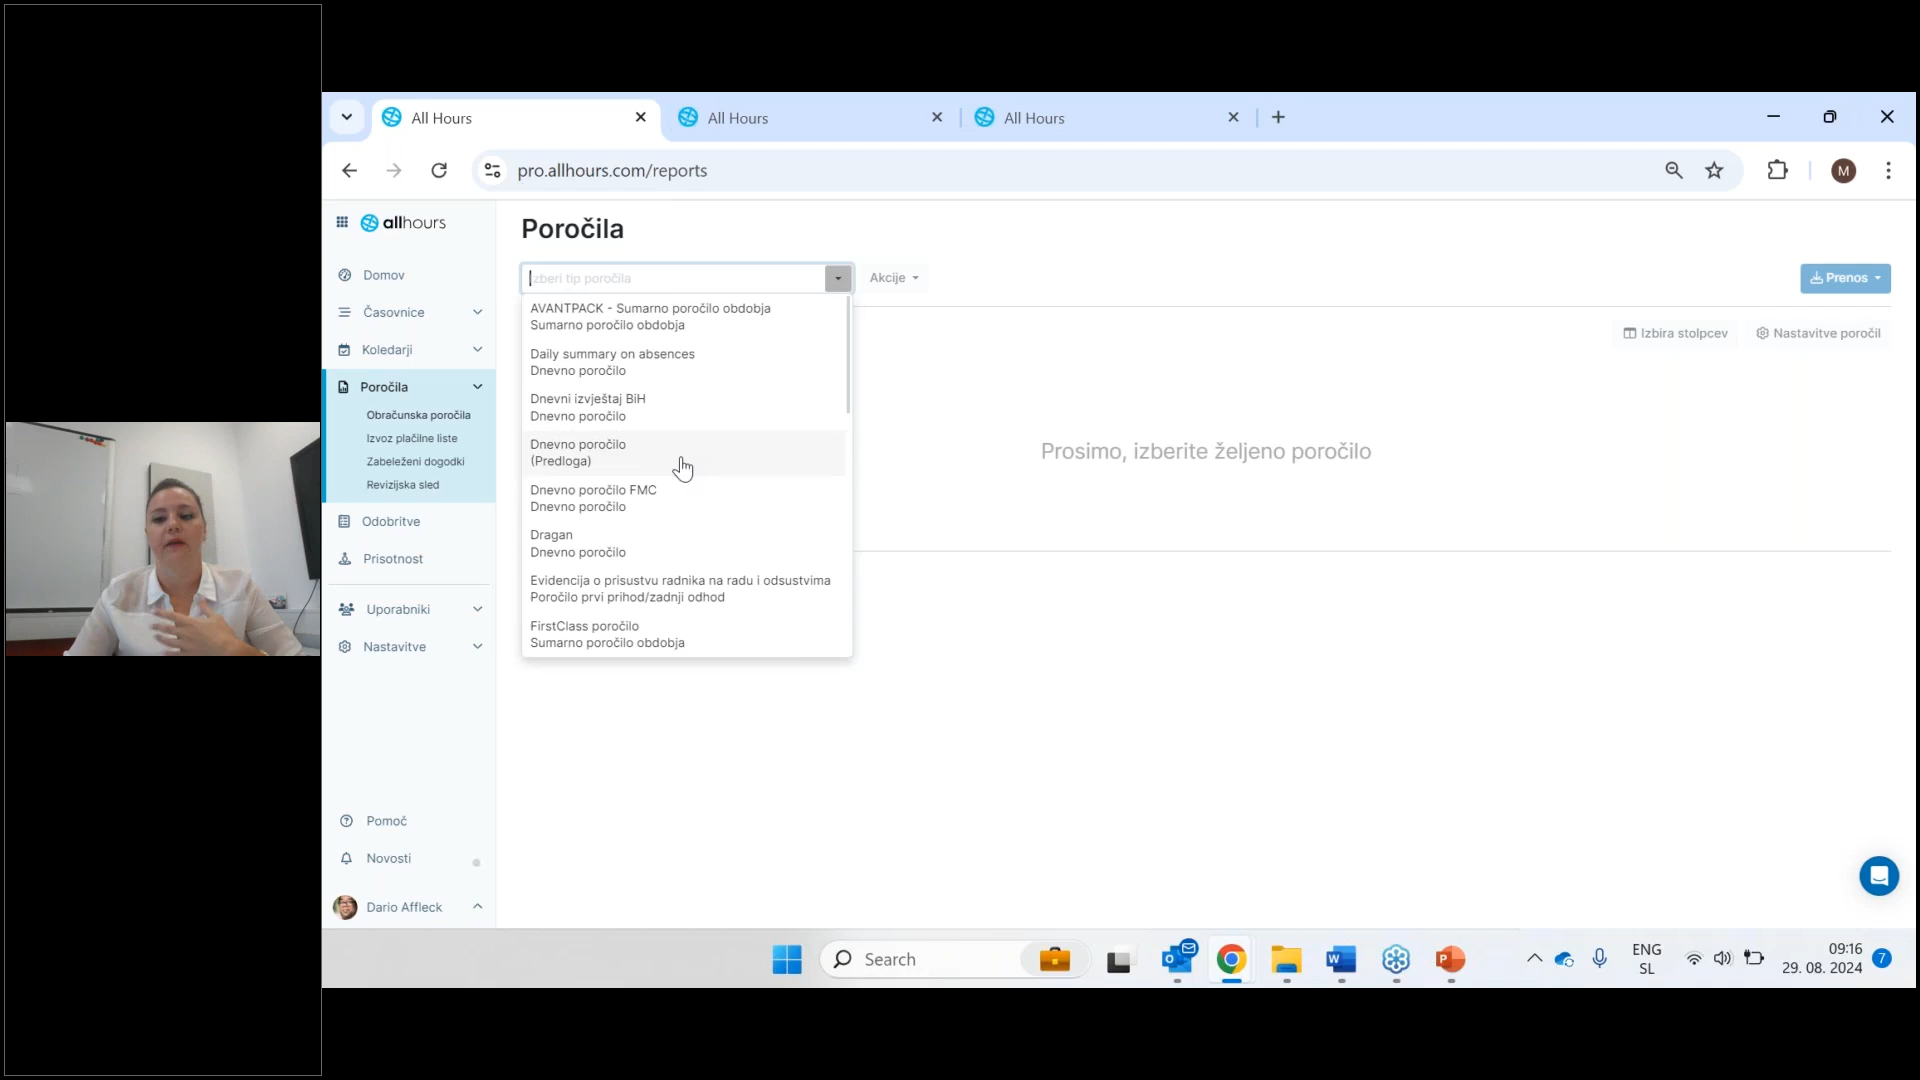 All Hours
All Hours
All Hours
pro.allhours.com/reports
M
allhours
Domov
Časovnice
Koledarji
Poročila
Obračunska poročila
Izvoz plačilne liste
Zabeleženi dogodki
Revizijska sled
Odobritve
Prisotnost
Uporabniki
Nastavitve
Pomoč
Novosti
Dario Affleck
Poročila
Izberi tip poročila
Akcije
Prenos
AVANTPACK - Sumarno poročilo obdobja
Sumarno poročilo obdobja
Daily summary on absences
Dnevno poročilo
Dnevni izvještaj BiH
Dnevno poročilo
Dnevno poročilo
(Predloga)
Dnevno poročilo FMC
Dnevno poročilo
Dragan
Dnevno poročilo
Evidencija o prisustvu radnika na radu i odsustvima
Poročilo prvi prihod/zadnji odhod
FirstClass poročilo
Sumarno poročilo obdobja
Izbira stolpcev
Nastavitve poročil
Prosimo, izberite željeno poročilo
Search
ENG
SL
09:16
29. 08. 2024
7